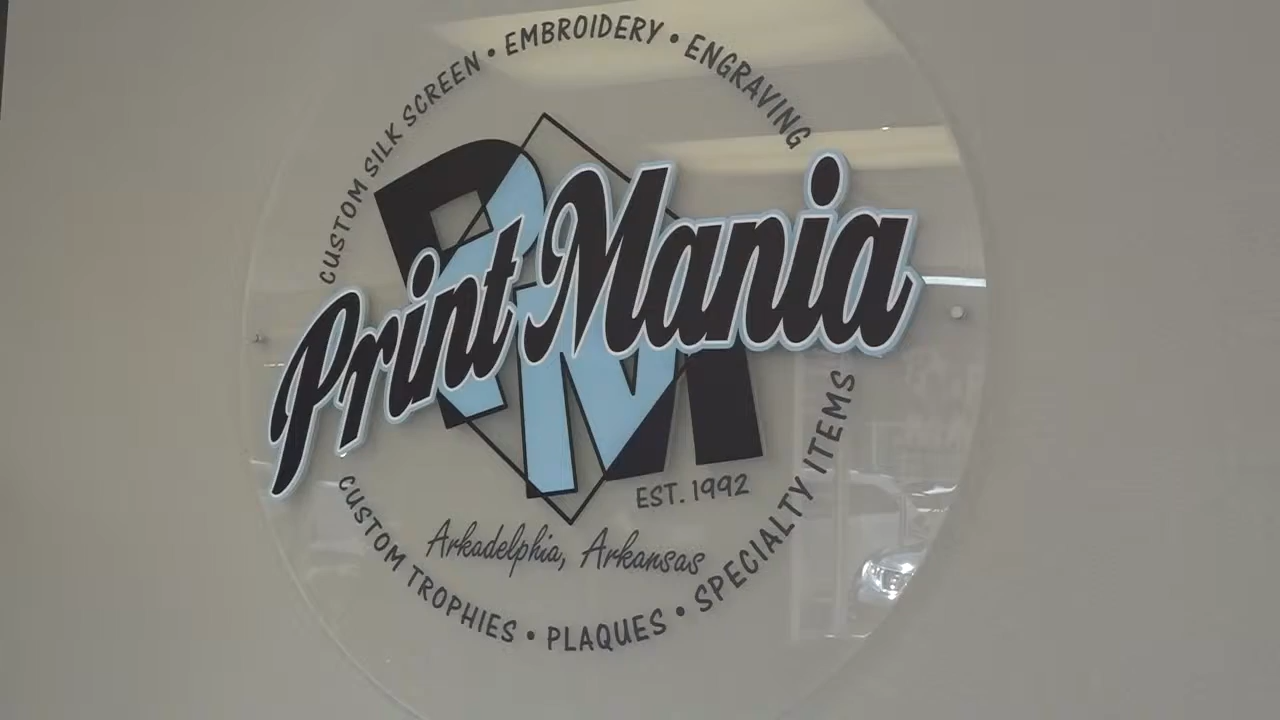 CUSTOM SILK SCREEN • EMBROIDERY • ENGRAVING
PM
Print Mania
EST. 1992
Arkadelphia, Arkansas
CUSTOM TROPHIES • PLAQUES • SPECIALTY ITEMS